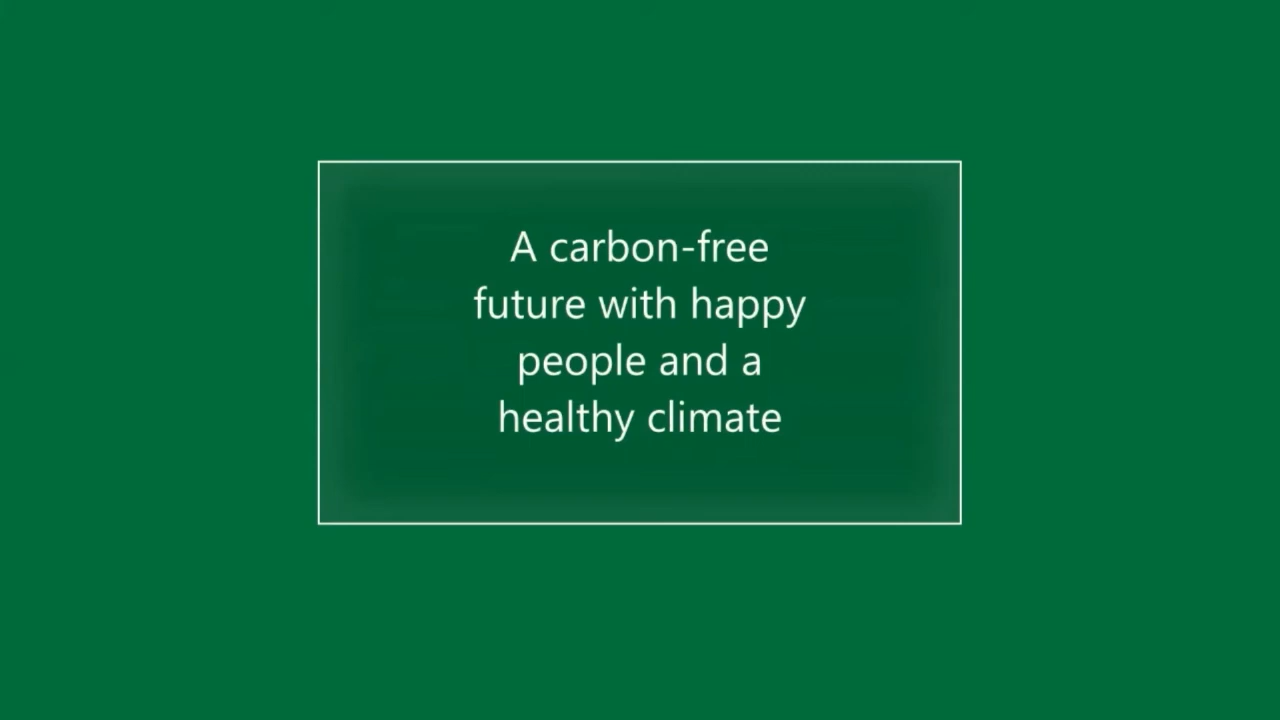 A carbon-free
future with happy
people and a
healthy climate